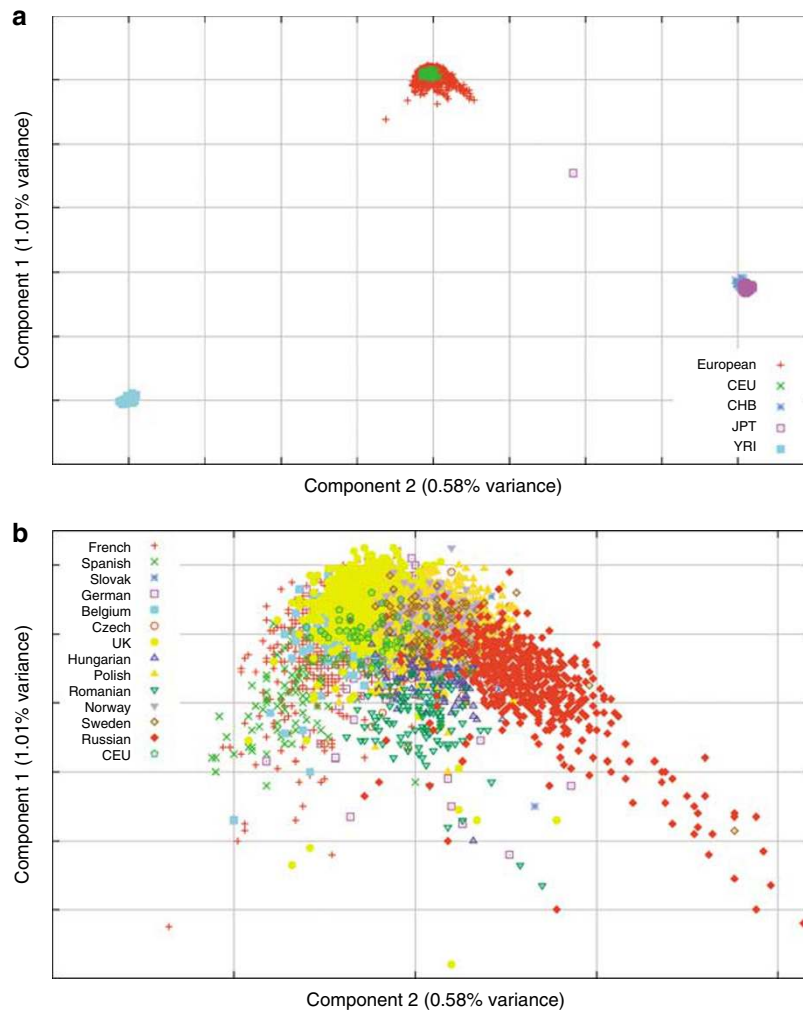 a
Component 1 (1.01% variance)
European
CEU
CHB
JPT
YRI
Component 2 (0.58% variance)
b
Component 1 (1.01% variance)
French
Spanish
Slovak
German
Belgium
Czech
UK
Hungarian
Polish
Romanian
Norway
Sweden
Russian
CEU
Component 2 (0.58% variance)